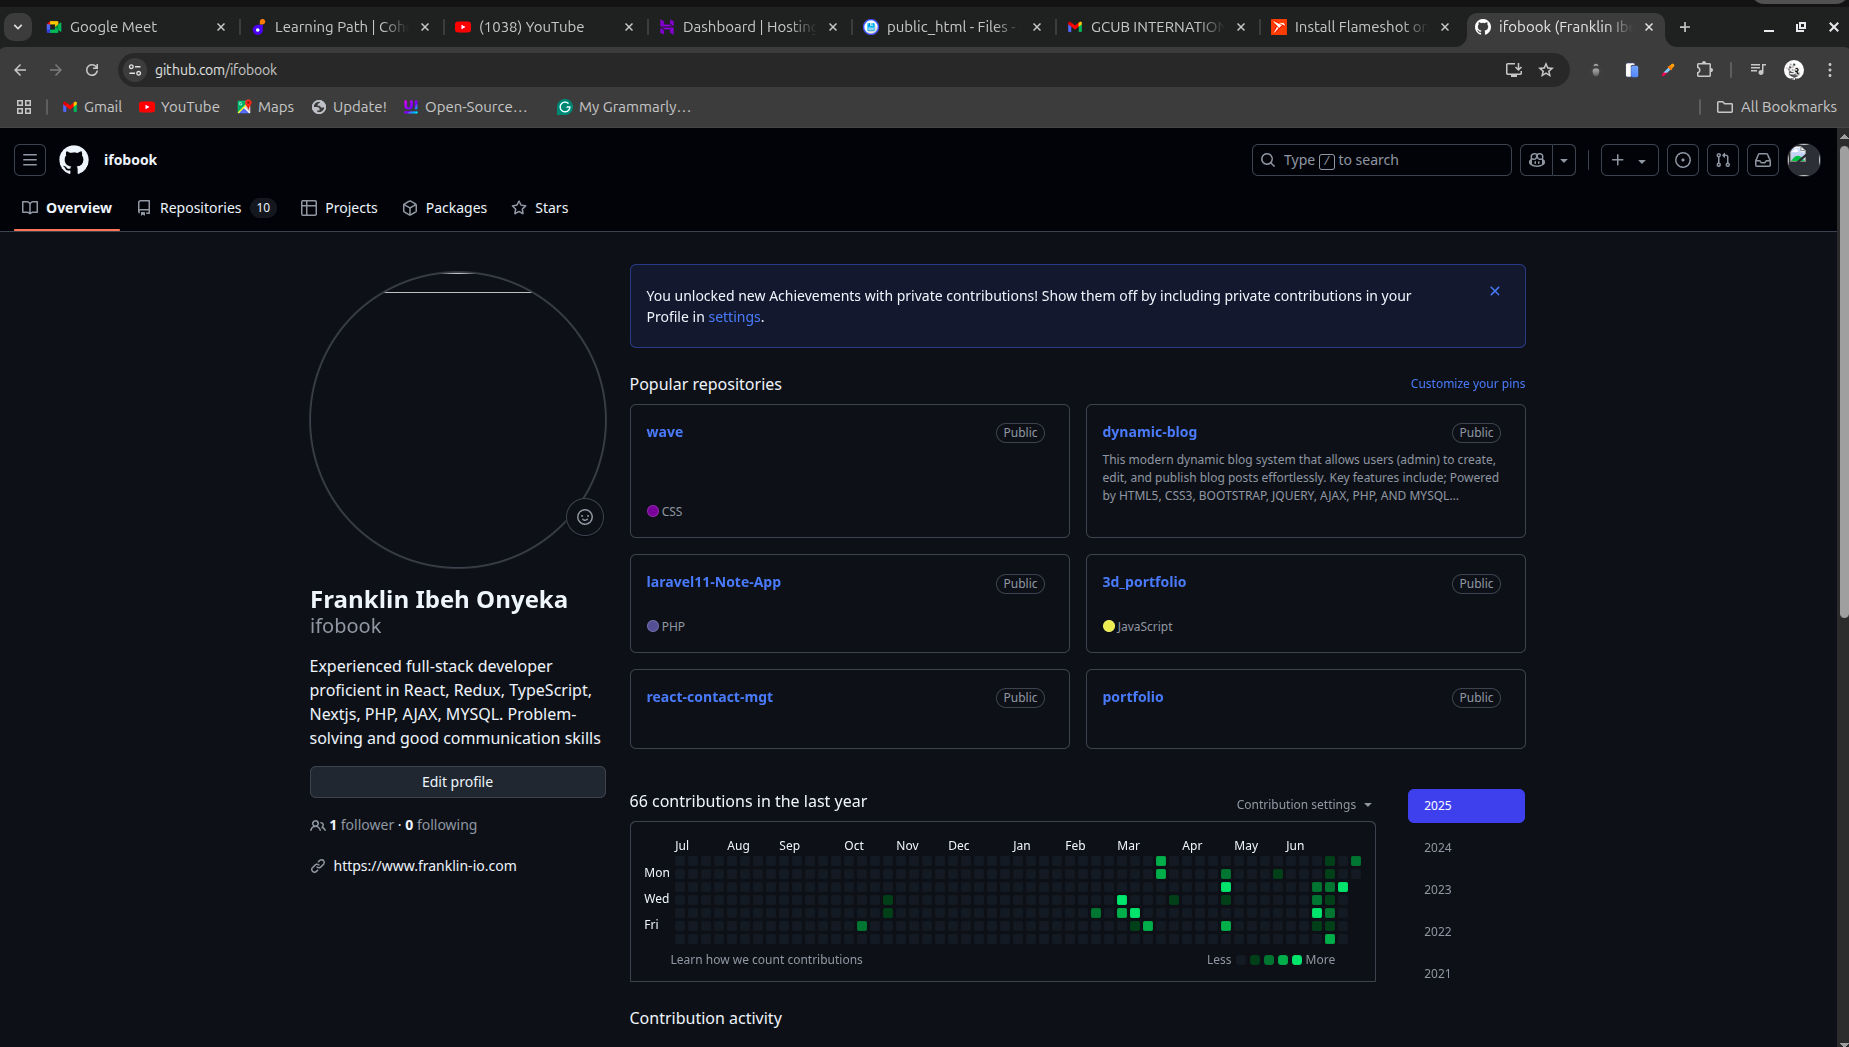 Google Meet
Learning Path | Coh
(1038) YouTube
Dashboard | Hosting
public_html - Files -
GCUB INTERNATION
Install Flameshot on
ifobook (Franklin Ib
github.com/ifobook
Gmail
YouTube
Maps
Update!
Open-Source...
My Grammarly...
All Bookmarks
ifobook
Type / to search
Overview
Repositories 10
Projects
Packages
Stars
You unlocked new Achievements with private contributions! Show them off by including private contributions in your
Profile in settings.
Popular repositories
Customize your pins
wave
Public
CSS
dynamic-blog
Public
This modern dynamic blog system that allows users (admin) to create,
edit, and publish blog posts effortlessly. Key features include; Powered
by HTML5, CSS3, BOOTSTRAP, JQUERY, AJAX, PHP, AND MYSQL...
laravel11-Note-App
Public
PHP
3d_portfolio
Public
JavaScript
react-contact-mgt
Public
portfolio
Public
Franklin Ibeh Onyeka
ifobook
Experienced full-stack developer
proficient in React, Redux, TypeScript,
Nextjs, PHP, AJAX, MYSQL. Problem-
solving and good communication skills
Edit profile
1 follower · 0 following
https://www.franklin-io.com
66 contributions in the last year
Contribution settings
Jul Aug Sep Oct Nov Dec Jan Feb Mar Apr May Jun
Mon
Wed
Fri
Learn how we count contributions
Less
More
2025
2024
2023
2022
2021
Contribution activity